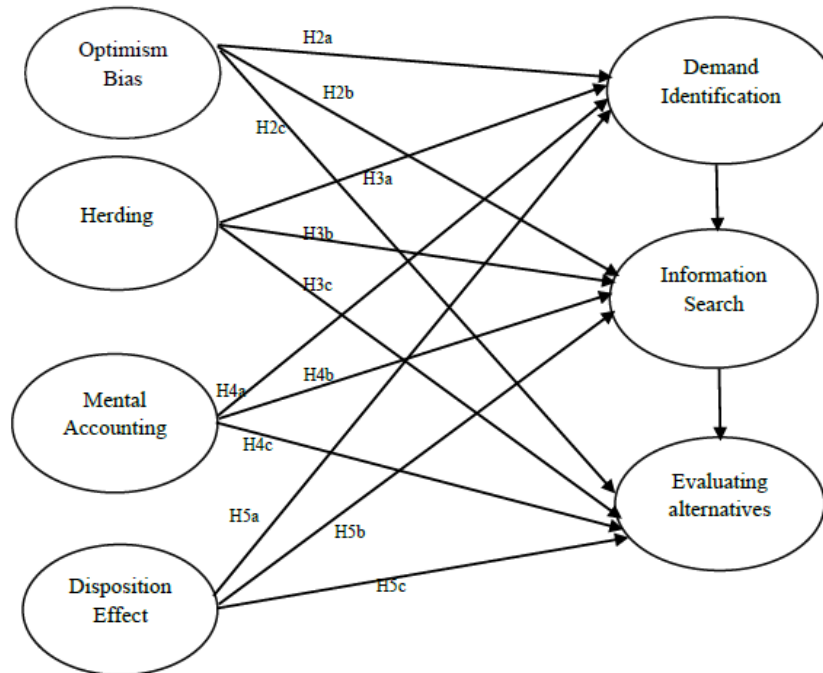 Optimism
Bias
H2a
Demand
Identification
H2b
H2c
H3a
Herding
H3b
Information
Search
H3c
Mental
Accounting
H4a
H4b
H4c
Evaluating
alternatives
H5a
H5b
Disposition
Effect
H5c